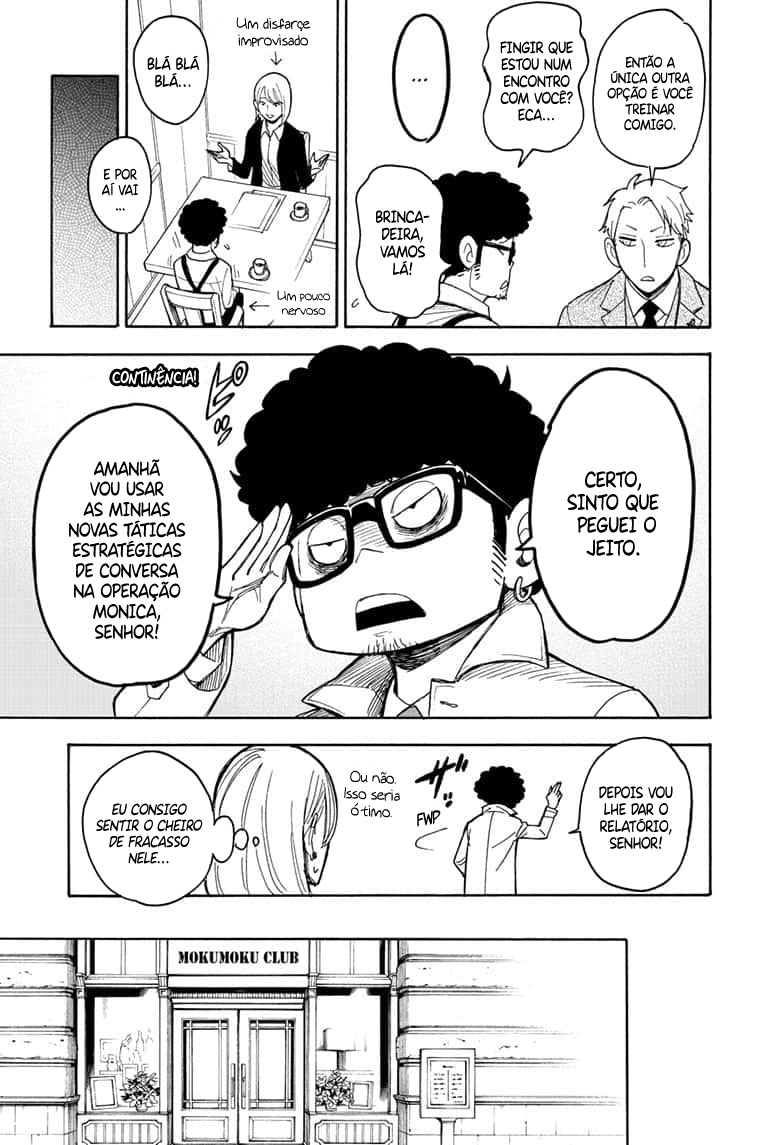 ENTÃO A
ÚNICA OUTRA
OPÇÃO É VOCÊ
TREINAR
COMIGO.
FINGIR QUE
ESTOU NUM
ENCONTRO
COM VOCÊ?
ECA...
...
BRINCA-
DEIRA,
VAMOS
LÁ!
Um disfarçe
improvisado
BLÁ BLÁ
BLÁ...
Um pouco
nervoso
E POR
AÍ VAI
...
CERTO,
SINTO QUE
PEGUEI O
JEITO.
CONTINÊNCIA!
ピッ
AMANHÃ
VOU USAR
AS MINHAS
NOVAS TÁTICAS
ESTRATÉGICAS
DE CONVERSA
NA OPERAÇÃO
MONICA,
SENHOR!
DEPOIS VOU
LHE DAR O
RELATÓRIO,
SENHOR!
FWP
Ou não.
Isso seria
ótimo.
EU CONSIGO
SENTIR O CHEIRO
DE FRACASSO
NELE...
MOKUMOKU CLUB